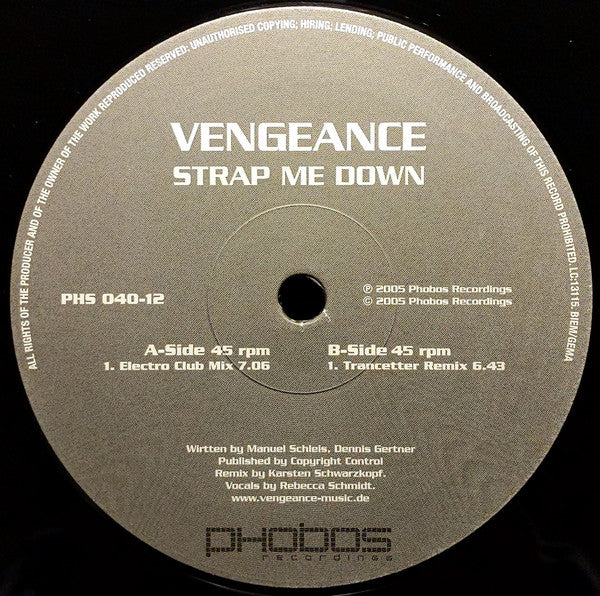 ALL RIGHTS OF THE PRODUCER AND OF THE OWNER OF THE WORK REPRODUCED RESERVED: UNAUTHORISED COPYING; HIRING; LENDING; PUBLIC PERFORMANCE AND BROADCASTING OF THIS RECORD PROHIBITED. LC:13115. BIEM/GEMA
VENGEANCE
STRAP ME DOWN
PHS 040-12
Ⓟ 2005 Phobos Recordings
© 2005 Phobos Recordings
A-Side 45 rpm
1. Electro Club Mix 7.06
B-Side 45 rpm
1. Trancetter Remix 6.43
Wirtten by Manuel Schleis, Dennis Gertner
Published by Copyright Control
Remix by Karsten Schwarzkopf.
Vocals by Rebecca Schmidt.
www.vengeance-music.de
PHOBOS
recordings